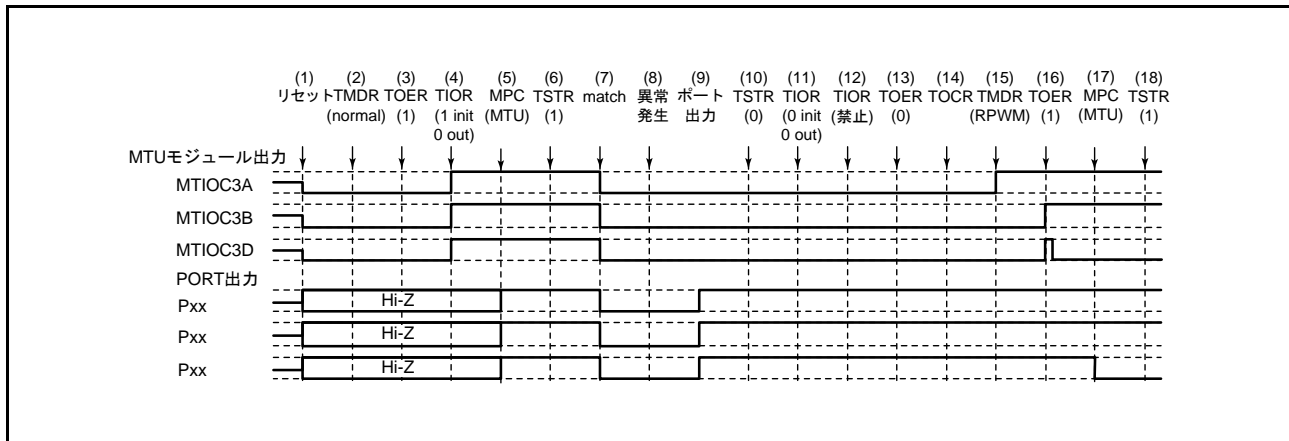 (1) (2) (3) (4) (5) (6) (7) (8) (9) (10) (11) (12) (13) (14) (15) (16) (17) (18)
リセット TMDR TOER TIOR MPC TSTR match 異常 ポート TSTR TIOR TIOR TOER TOCR TMDR TOER MPC TSTR
(normal) (1) (1 init (MTU) (1) 発生 出力 (0) (0 init (禁止) (0) (RPWM) (1) (MTU) (1)
0 out) 0 out)
MTUモジュール出力
MTIOC3A
MTIOC3B
MTIOC3D
PORT出力
Pxx Hi-Z
Pxx Hi-Z
Pxx Hi-Z